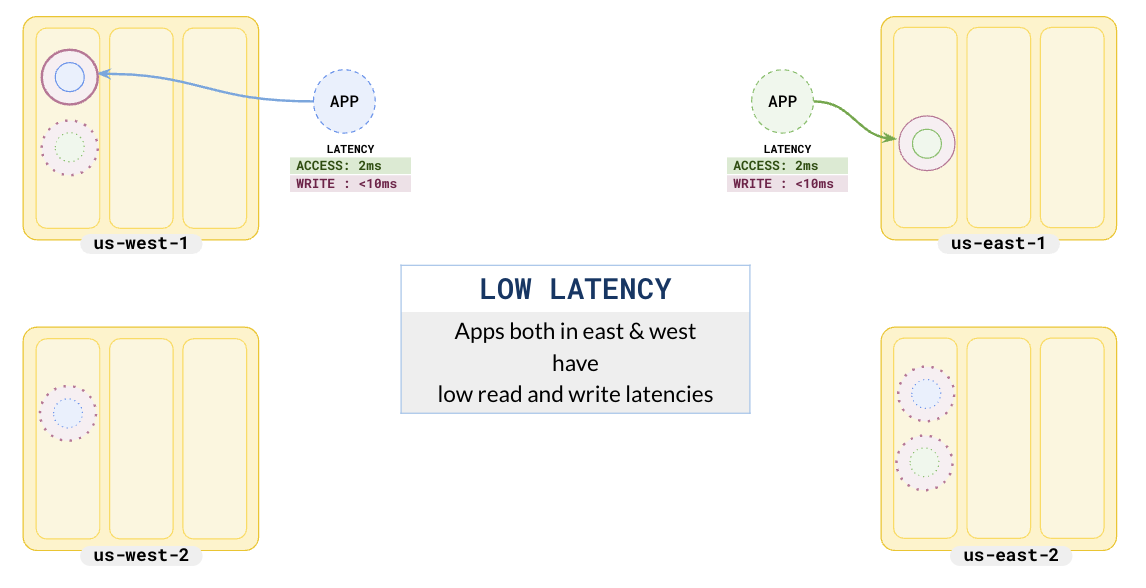 APP
LATENCY
ACCESS: 2ms
WRITE : <10ms
us-west-1
APP
LATENCY
ACCESS: 2ms
WRITE : <10ms
us-east-1
LOW LATENCY
Apps both in east & west
have
low read and write latencies
us-west-2
us-east-2